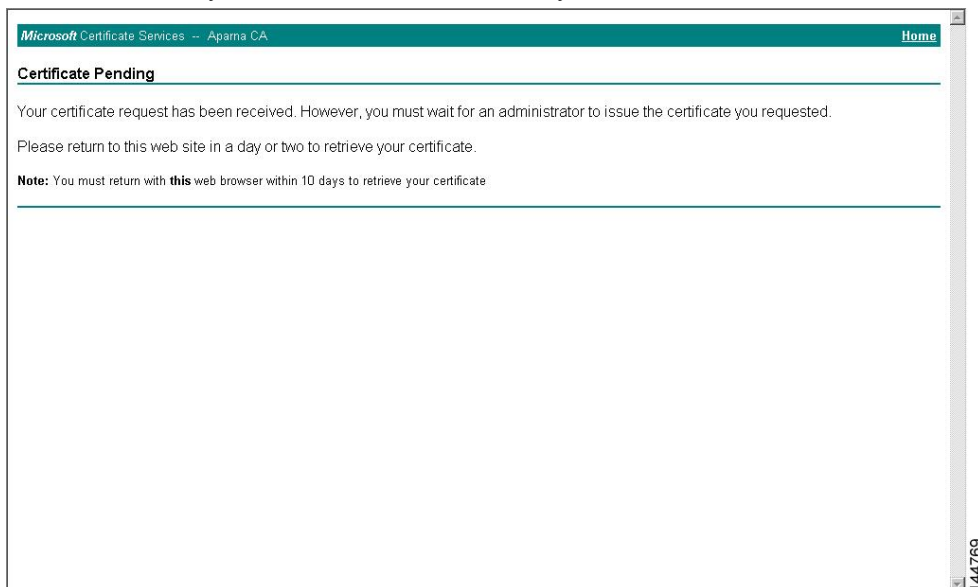 Microsoft Certificate Services -- Aparna CA Home
Certificate Pending
Your certificate request has been received. However, you must wait for an administrator to issue the certificate you requested.
Please return to this web site in a day or two to retrieve your certificate.
Note: You must return with this web browser within 10 days to retrieve your certificate